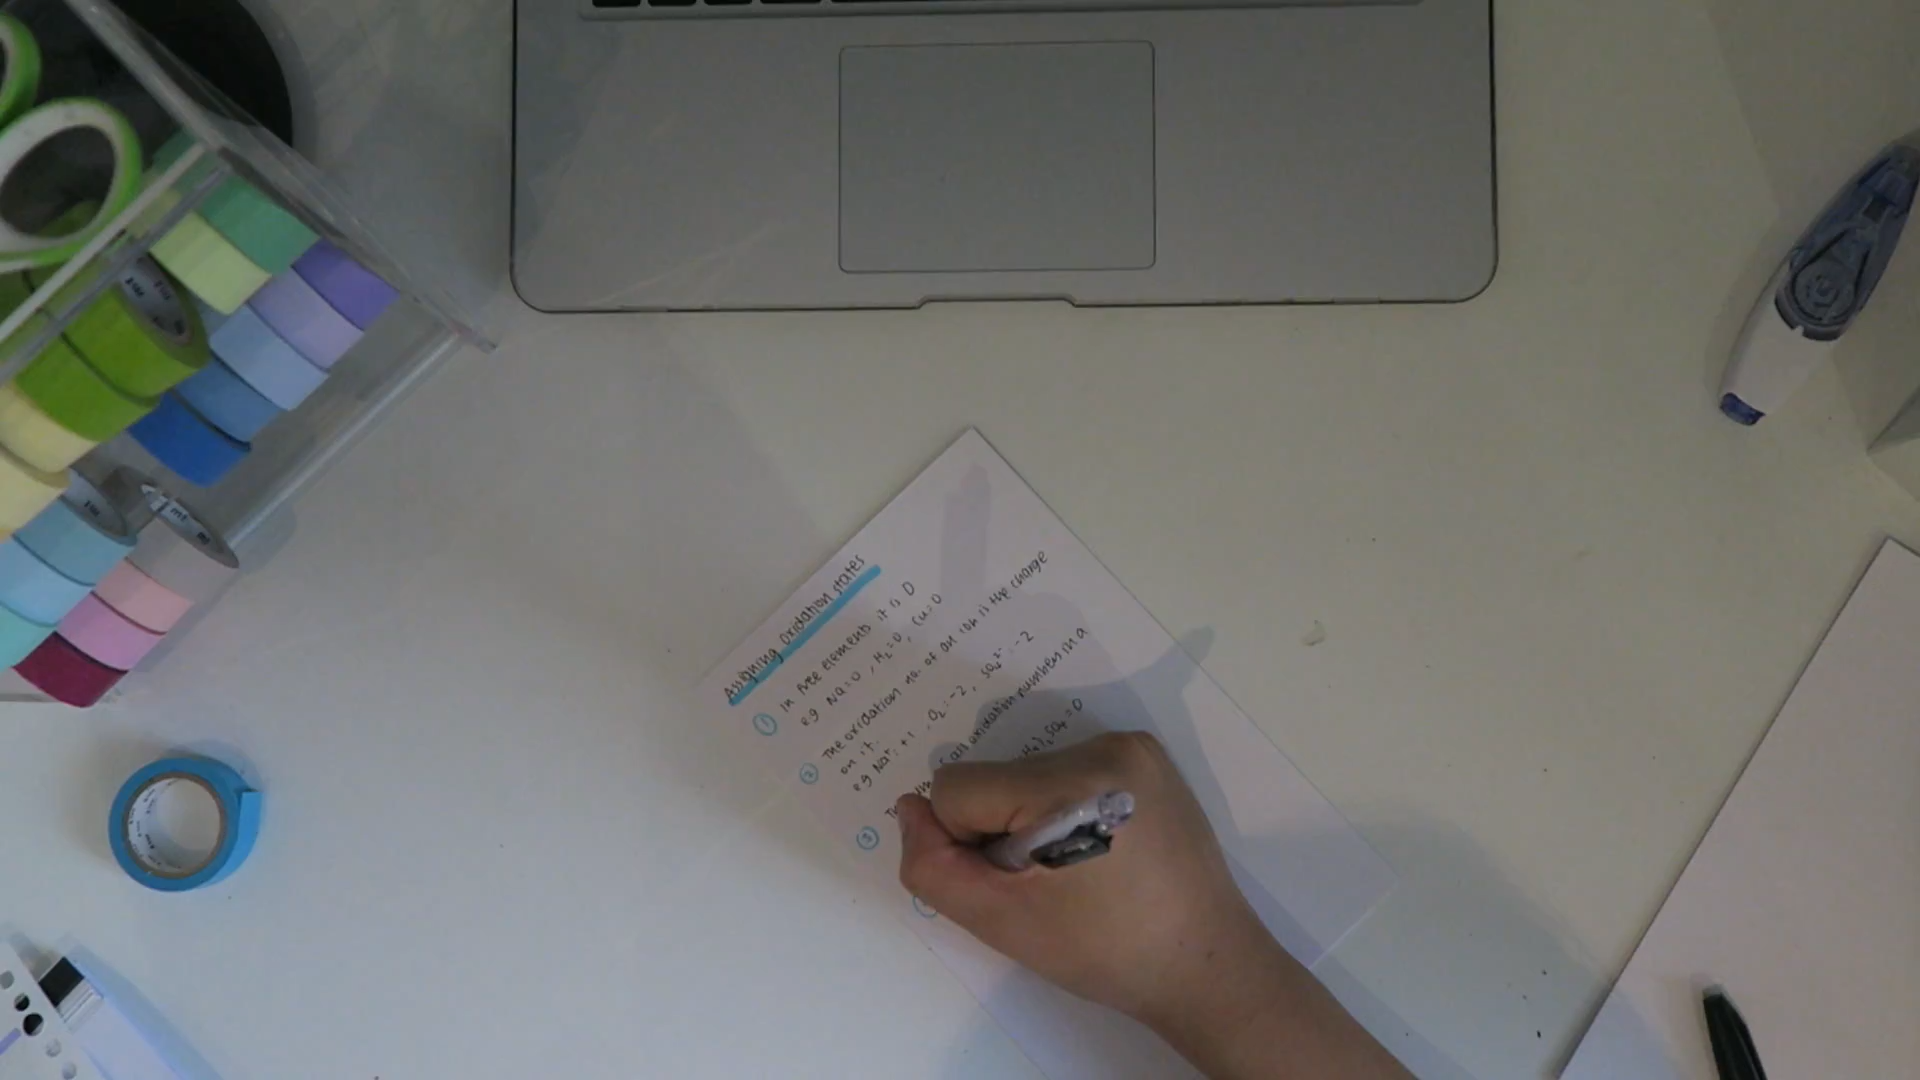 Assigning Oxidation states
① In free elements it is 0
e.g Na=0, H₂=0, Cu=0
② The oxidation no. of an ion is the charge
on it.
e.g Na⁺: +1, O₂ : -2, SO₄²⁻ : -2
③ all oxidation numbers in a
SO₄=0
mt